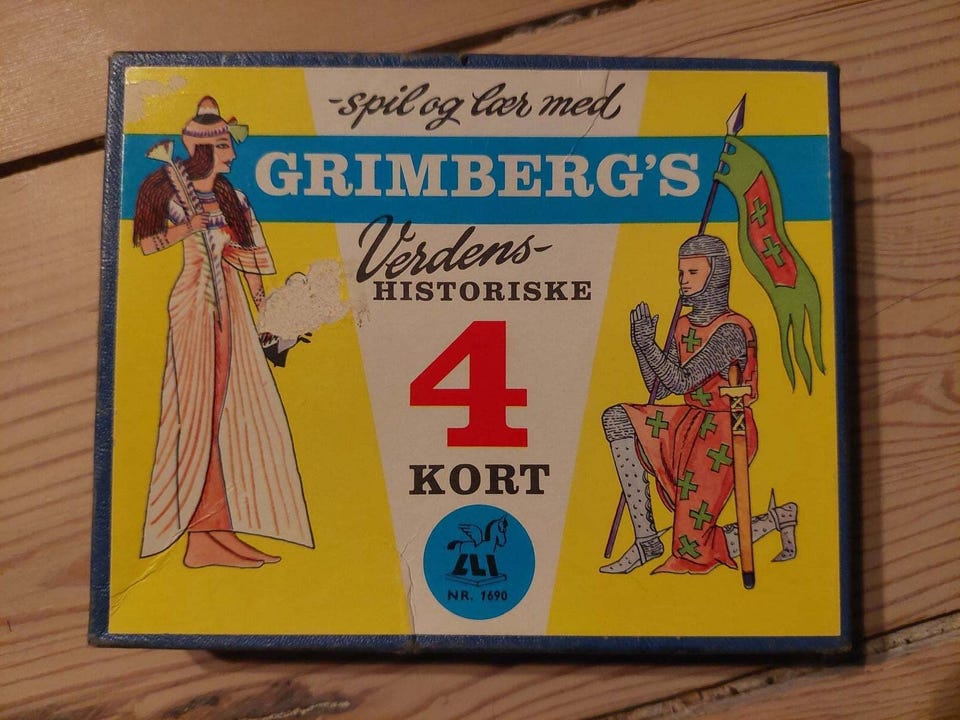 -spil og lær med
GRIMBERG'S
Verdens-
HISTORISKE
4
KORT
ALI
NR. 1690